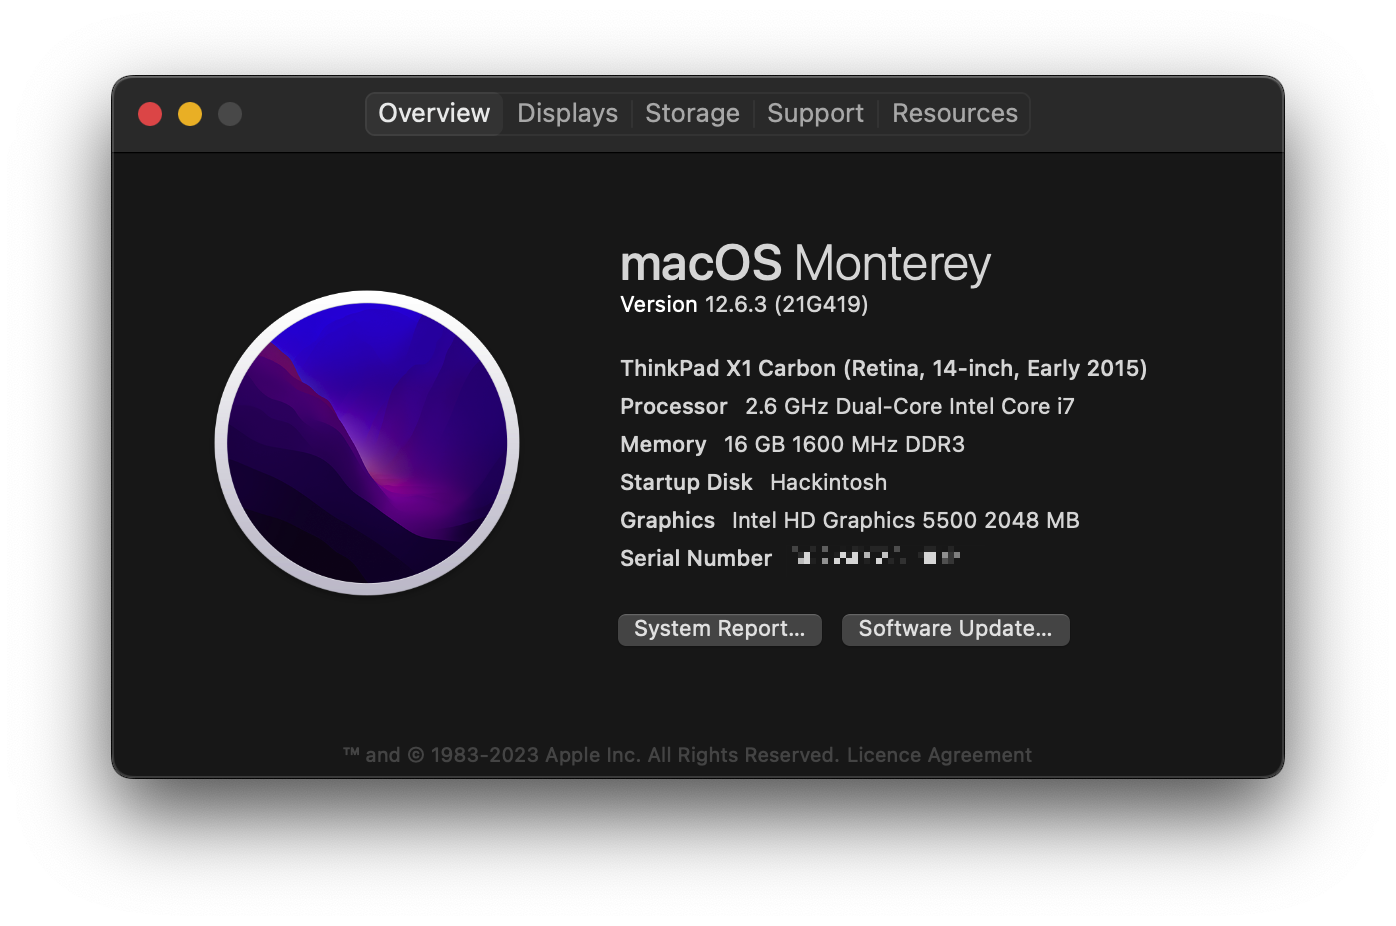 Overview Displays Storage Support Resources
macOS Monterey
Version 12.6.3 (21G419)
ThinkPad X1 Carbon (Retina, 14-inch, Early 2015)
Processor 2.6 GHz Dual-Core Intel Core i7
Memory 16 GB 1600 MHz DDR3
Startup Disk Hackintosh
Graphics Intel HD Graphics 5500 2048 MB
Serial Number
System Report... Software Update...
™ and © 1983-2023 Apple Inc. All Rights Reserved. Licence Agreement